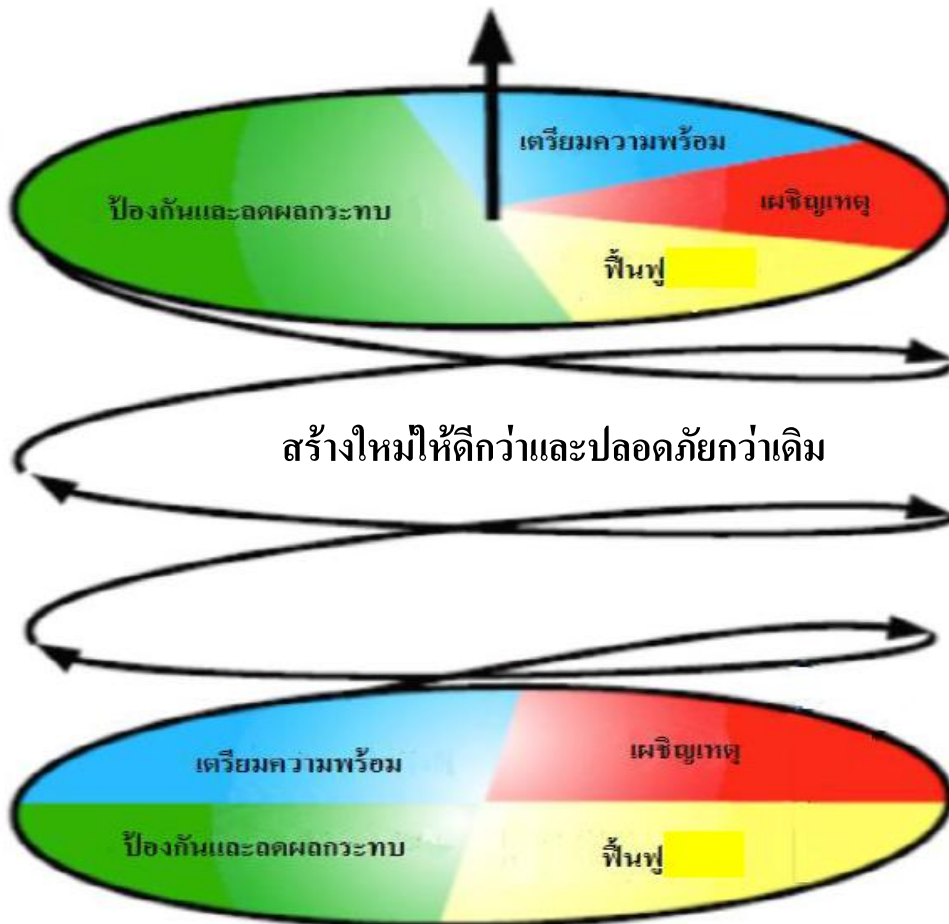 เตรียมความพร้อม
ป้องกันและลดผลกระทบ
เผชิญเหตุ
ฟื้นฟู
สร้างใหม่ให้ดีกว่าและปลอดภัยกว่าเดิม
เตรียมความพร้อม
เผชิญเหตุ
ป้องกันและลดผลกระทบ
ฟื้นฟู